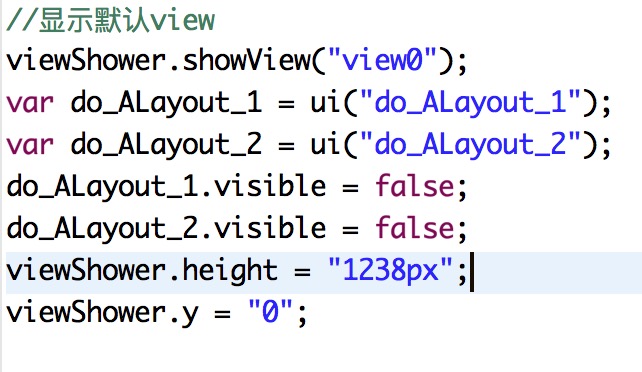 //显示默认view
viewShower.showView("view0");
var do_ALayout_1 = ui("do_ALayout_1");
var do_ALayout_2 = ui("do_ALayout_2");
do_ALayout_1.visible = false;
do_ALayout_2.visible = false;
viewShower.height = "1238px";
viewShower.y = "0";